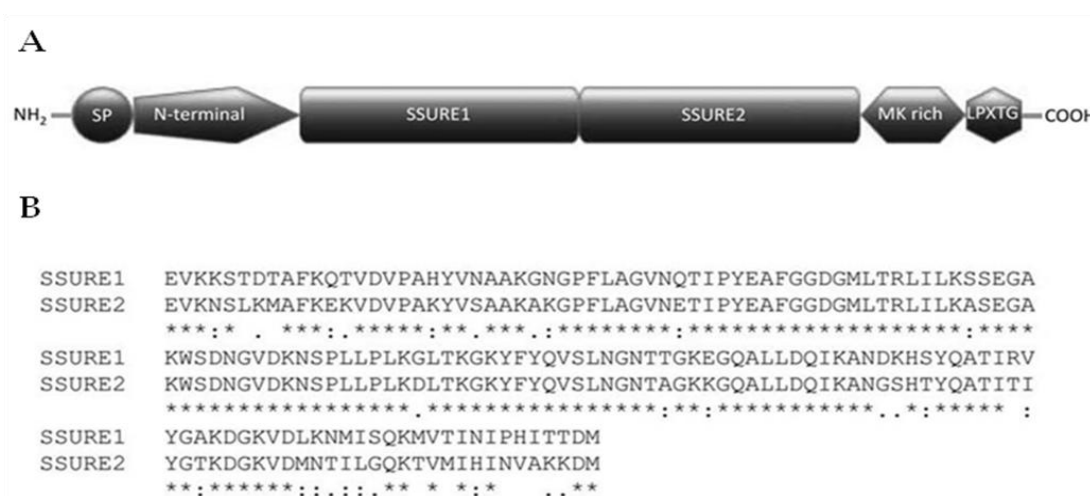 A
NH2 SP N-terminal SSURE1 SSURE2 MK rich LPXTG COOH
B
SSURE1 EVKKSTDTAFKQTVDVPAHYVNAAKGNGPFLAGVNQTIPYEAFGGDGMLTRLILKSSEGA
SSURE2 EVKNSLKMAFKEKVDVPAKYVSAAKAKGPFLAGVNETIPYEAFGGDGMLTRLILKASEGA
***:* . ***:.*****:**.***.:*********:*******************:****
SSURE1 KWSDNGVDKNSPLLPLKGLTKGKYFYQVSLNGNTTGKEGQALLDQIKANDKHSYQATIRV
SSURE2 KWSDNGVDKNSPLLPLKDLTKGKYFYQVSLNGNTAGKKGQALLDQIKANGSHTYQATITI
*****************.****************:**:***********..*:***** :
SSURE1 YGAKDGKVDLKNMISQKMVTINIPHITTDM
SSURE2 YGTKDGKVDMNTILGQKTVMIHINVAKKDM
**:******::.:::.** * *:*   ..**